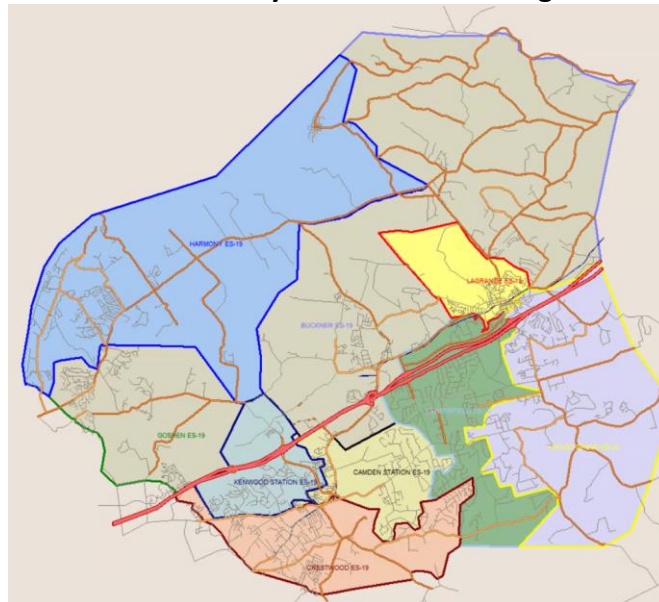 HARMONY ES-19
LAGRANGE ES-19
BUCKNER ES-19
GOSHEN ES-19
CAMDEN STATION ES-19
KENWOOD STATION ES-19
CRESTWOOD ES-19